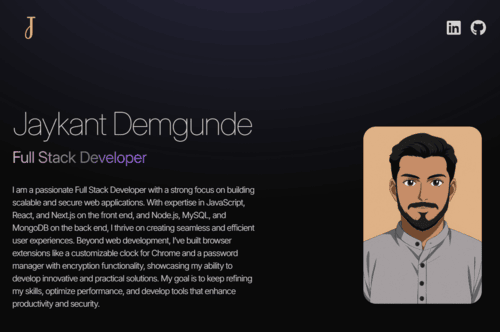 J
Jaykant Demgunde
Full Stack Developer
I am a passionate Full Stack Developer with a strong focus on building
scalable and secure web applications. With expertise in JavaScript,
React, and Next.js on the front end, and Node.js, MySQL, and
MongoDB on the back end, I thrive on creating seamless and efficient
user experiences. Beyond web development, I've built browser
extensions like a customizable clock for Chrome and a password
manager with encryption functionality, showcasing my ability to
develop innovative and practical solutions. My goal is to keep refining
my skills, optimize performance, and develop tools that enhance
productivity and security.